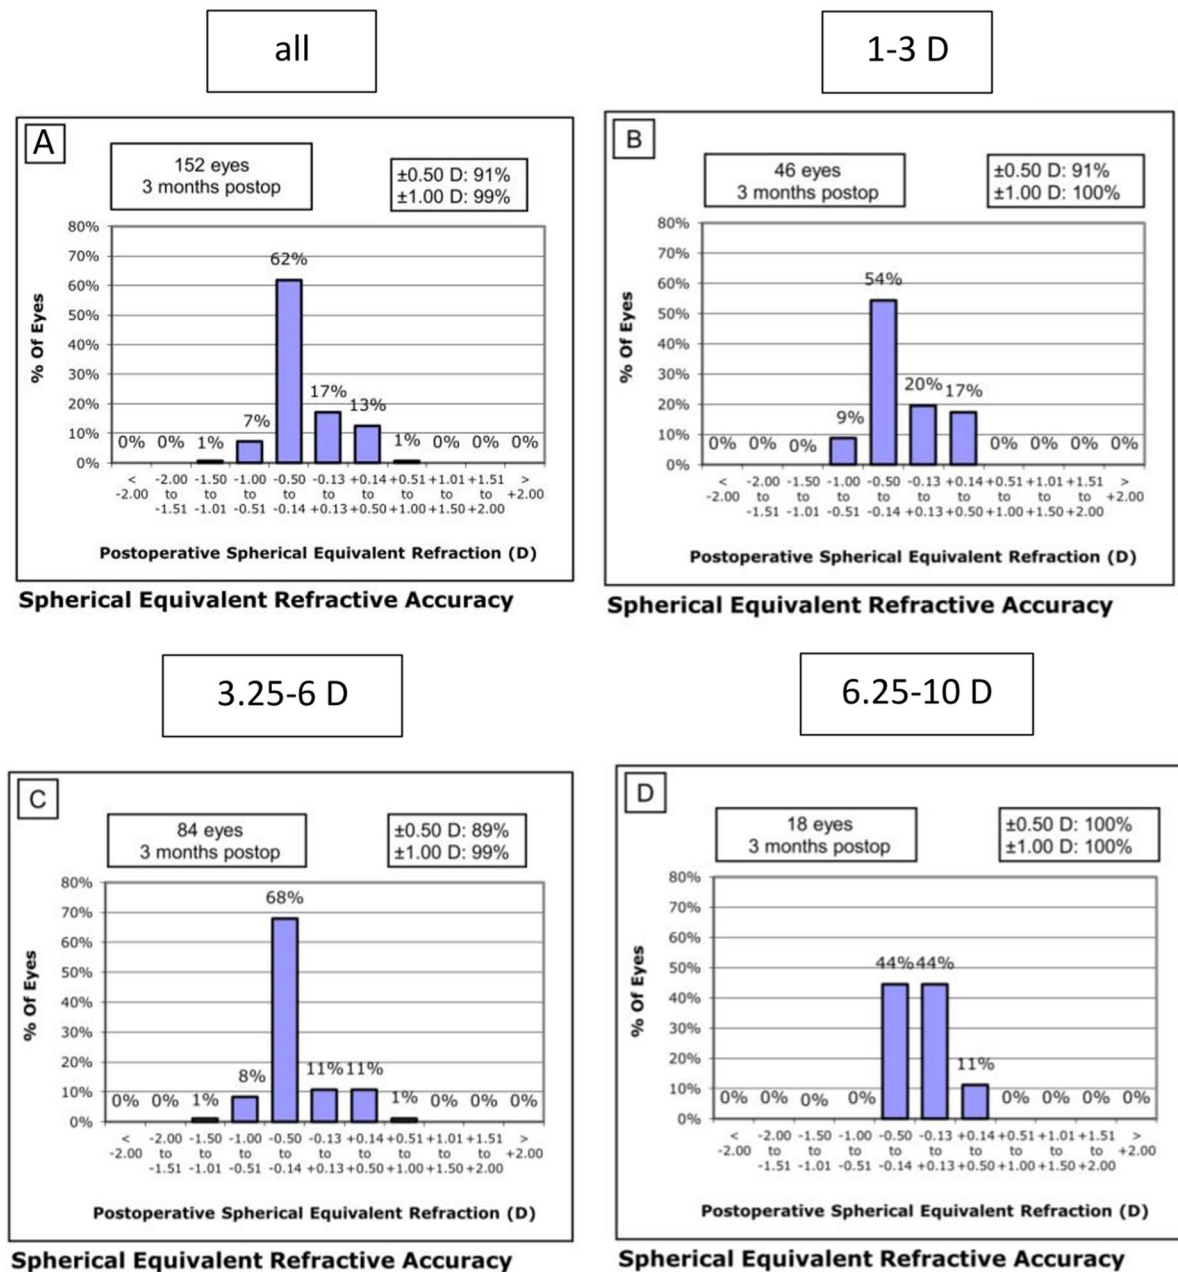 all
1-3 D
A
152 eyes
3 months postop
±0.50 D: 91%
±1.00 D: 99%
80%
70%
60%
50%
40%
30%
20%
10%
0%
% Of Eyes
0% 0% 1% 7% 62% 17% 13% 1% 0% 0% 0%
< -2.00 -1.50 -1.00 -0.50 -0.13 +0.14 +0.51 +1.01 +1.51 >
-2.00 to to to to to to to to to +2.00
-1.51 -1.01 -0.51 -0.14 +0.13 +0.50 +1.00 +1.50 +2.00
Postoperative Spherical Equivalent Refraction (D)
Spherical Equivalent Refractive Accuracy
B
46 eyes
3 months postop
±0.50 D: 91%
±1.00 D: 100%
80%
70%
60%
50%
40%
30%
20%
10%
0%
% Of Eyes
0% 0% 0% 9% 54% 20% 17% 0% 0% 0% 0%
< -2.00 -1.50 -1.00 -0.50 -0.13 +0.14 +0.51 +1.01 +1.51 >
-2.00 to to to to to to to to to +2.00
-1.51 -1.01 -0.51 -0.14 +0.13 +0.50 +1.00 +1.50 +2.00
Postoperative Spherical Equivalent Refraction (D)
Spherical Equivalent Refractive Accuracy
3.25-6 D
6.25-10 D
C
84 eyes
3 months postop
±0.50 D: 89%
±1.00 D: 99%
80%
70%
60%
50%
40%
30%
20%
10%
0%
% Of Eyes
0% 0% 1% 8% 68% 11% 11% 1% 0% 0% 0%
< -2.00 -1.50 -1.00 -0.50 -0.13 +0.14 +0.51 +1.01 +1.51 >
-2.00 to to to to to to to to to +2.00
-1.51 -1.01 -0.51 -0.14 +0.13 +0.50 +1.00 +1.50 +2.00
Postoperative Spherical Equivalent Refraction (D)
Spherical Equivalent Refractive Accuracy
D
18 eyes
3 months postop
±0.50 D: 100%
±1.00 D: 100%
80%
70%
60%
50%
40%
30%
20%
10%
0%
% Of Eyes
0% 0% 0% 0% 44% 44% 11% 0% 0% 0% 0%
< -2.00 -1.50 -1.00 -0.50 -0.13 +0.14 +0.51 +1.01 +1.51 >
-2.00 to to to to to to to to to +2.00
-1.51 -1.01 -0.51 -0.14 +0.13 +0.50 +1.00 +1.50 +2.00
Postoperative Spherical Equivalent Refraction (D)
Spherical Equivalent Refractive Accuracy